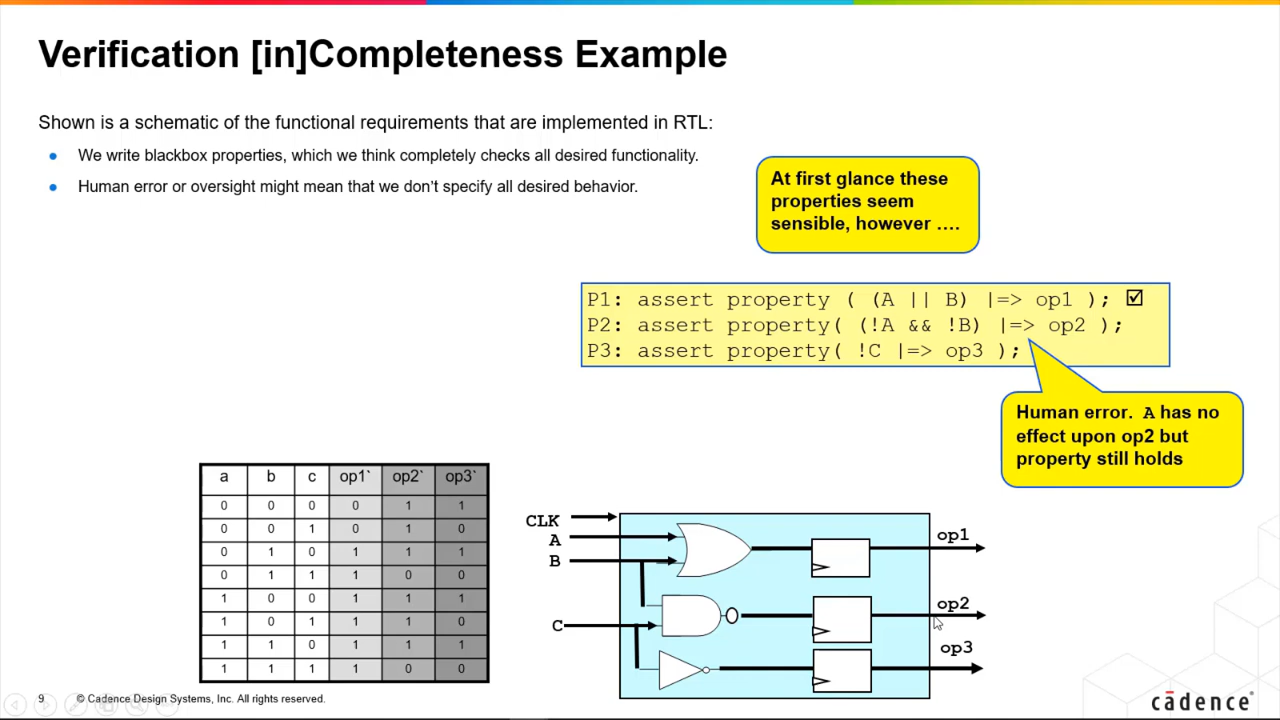 Verification [in]Completeness Example
Shown is a schematic of the functional requirements that are implemented in RTL:
● We write blackbox properties, which we think completely checks all desired functionality.
● Human error or oversight might mean that we don’t specify all desired behavior.
At first glance these
properties seem
sensible, however ….
P1: assert property ( (A || B) |=> op1 ); ☑
P2: assert property( (!A && !B) |=> op2 );
P3: assert property( !C |=> op3 );
Human error. A has no
effect upon op2 but
property still holds
a b c op1` op2` op3`
0 0 0 0 1 1
0 0 1 0 1 0
0 1 0 1 1 1
0 1 1 1 0 0
1 0 0 1 1 1
1 0 1 1 1 0
1 1 0 1 1 1
1 1 1 1 0 0
CLK
A
B
C
op1
op2
op3
9 © Cadence Design Systems, Inc. All rights reserved.
cādence®